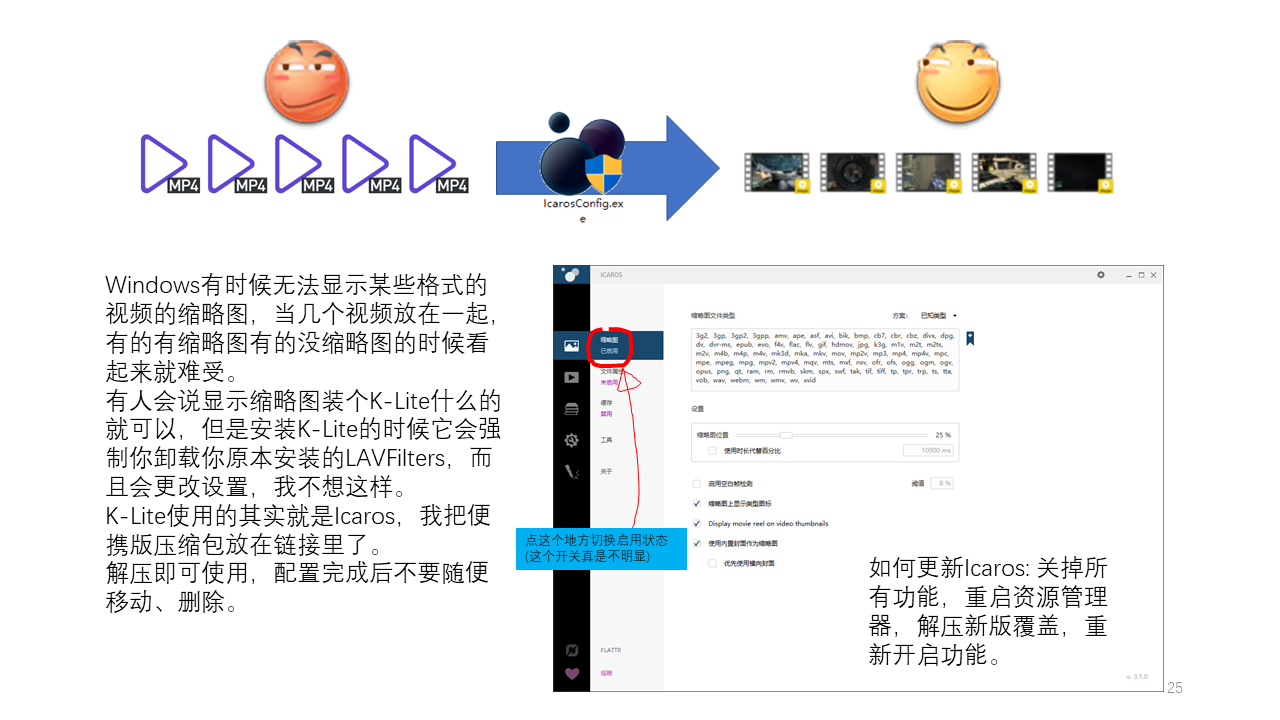 MP4 MP4 MP4 MP4 MP4
IcarosConfig.ex
e
Windows有时候无法显示某些格式的
视频的缩略图，当几个视频放在一起，
有的有缩略图有的没缩略图的时候看
起来就难受。
有人会说显示缩略图装个K-Lite什么的
就可以，但是安装K-Lite的时候它会强
制你卸载你原本安装的LAVFilters，而
且会更改设置，我不想这样。
K-Lite使用的其实就是Icaros，我把便
携版压缩包放在链接里了。
解压即可使用，配置完成后不要随便
移动、删除。
ICAROS
缩略图
已启用
文件属性
未启用
缓存
禁用
工具
关于
FLATTR
捐赠
缩略图文件类型
方案:
已知类型
3g2, 3gp, 3gp2, 3gpp, amv, ape, asf, avi, bik, bmp, cb7, cbr, cbz, divx, dpg,
dv, dvr-ms, epub, evo, f4v, flac, flv, gif, hdmov, jpg, k3g, m1v, m2t, m2ts,
m2v, m4b, m4p, m4v, mk3d, mka, mkv, mov, mp2v, mp3, mp4, mp4v, mpc,
mpe, mpeg, mpg, mpv2, mpv4, mqv, mts, mxf, nsv, ofr, ofs, ogg, ogm, ogv,
opus, png, qt, ram, rm, rmvb, skm, spx, swf, tak, tif, tiff, tp, tpr, trp, ts, tta,
vob, wav, webm, wm, wmv, wv, xvid
设置
缩略图位置
25 %
使用时长代替百分比
10000 ms
启用空白帧检测
阈值
8 %
缩略图上显示类型图标
Display movie reel on video thumbnails
使用内置封面作为缩略图
优先使用横向封面
v. 3.1.0
点这个地方切换启用状态
(这个开关真是不明显)
如何更新Icaros: 关掉所
有功能，重启资源管理
器，解压新版覆盖，重
新开启功能。
25